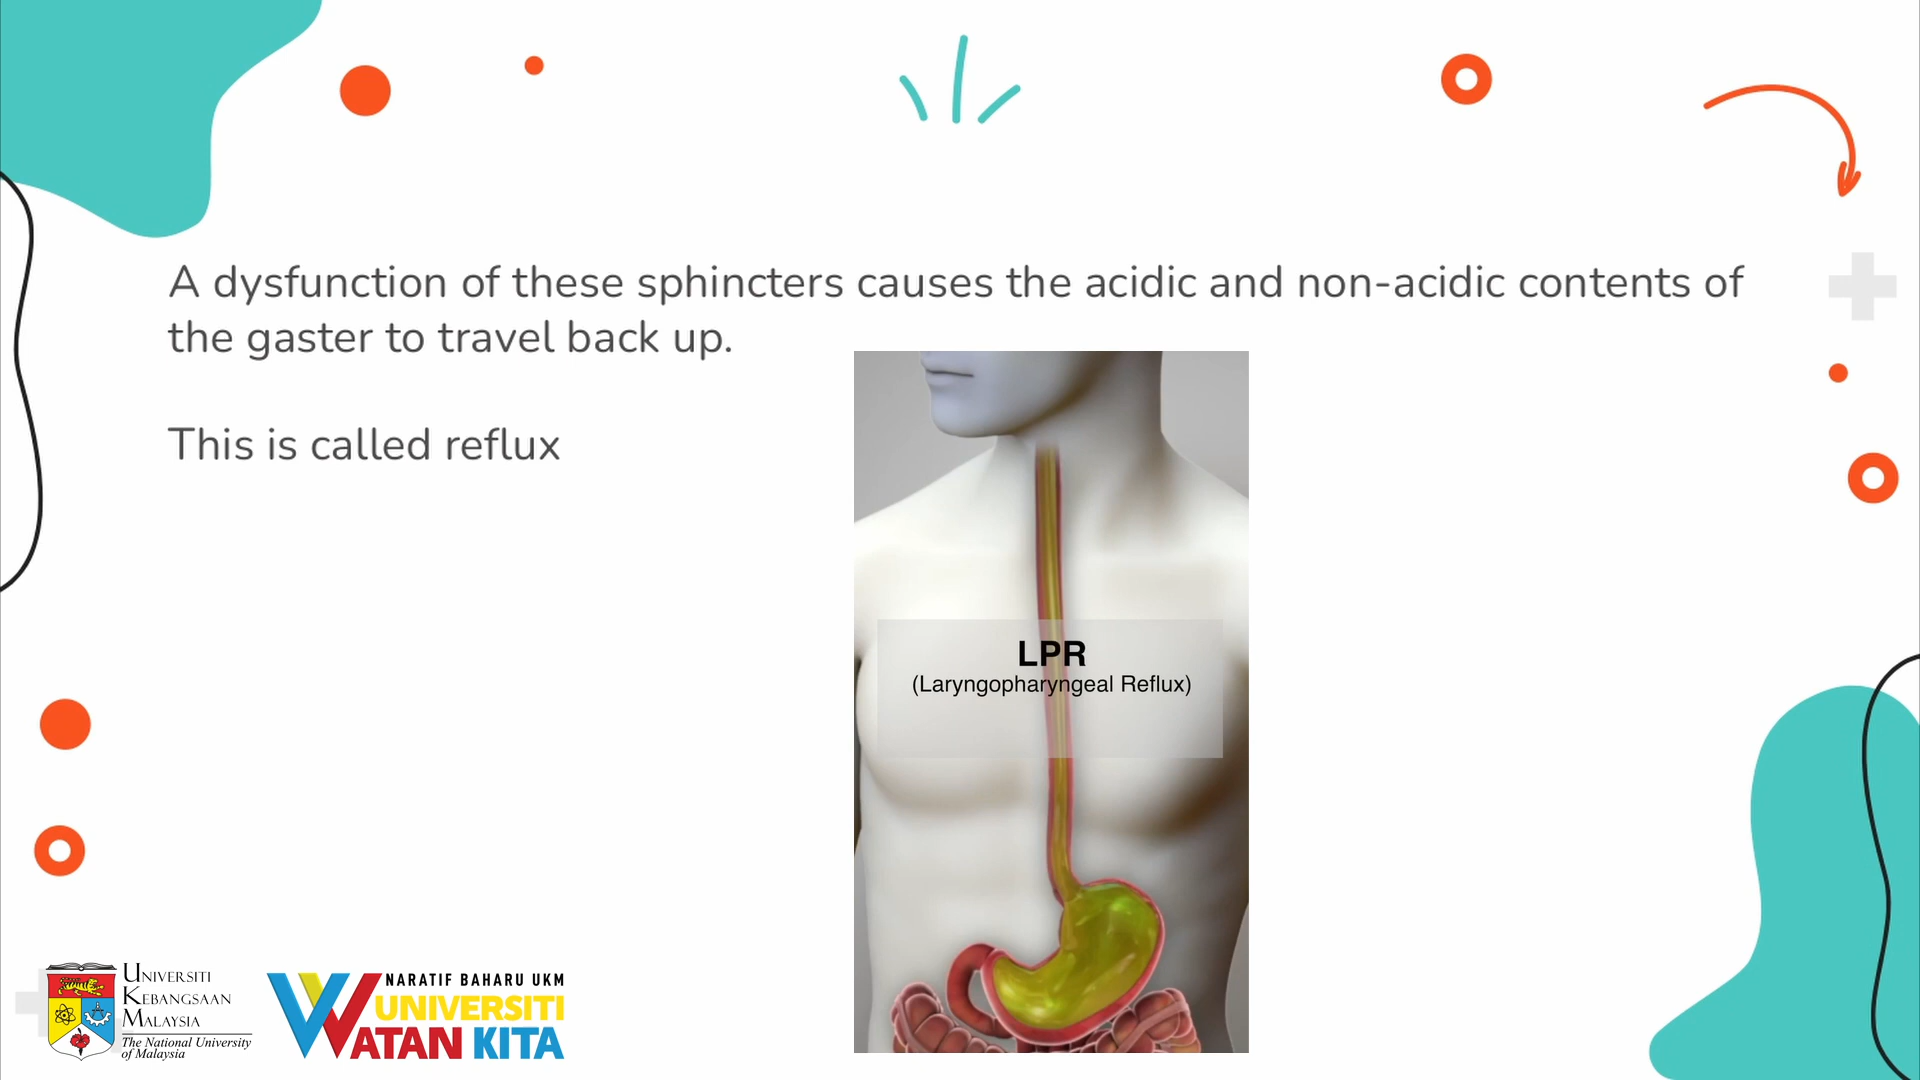 A dysfunction of these sphincters causes the acidic and non-acidic contents of
the gaster to travel back up.
This is called reflux
LPR
(Laryngopharyngeal Reflux)
UNIVERSITI
KEBANGSAAN
MALAYSIA
The National University
of Malaysia
NARATIF BAHARU UKM
UNIVERSITI
WATAN KITA